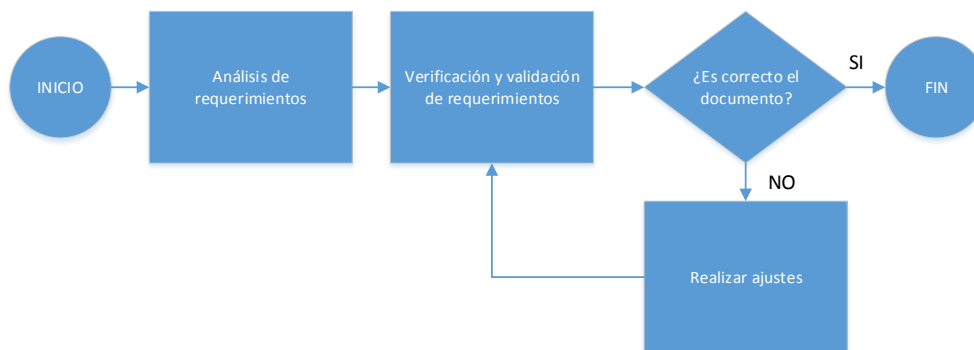 INICIO
Análisis de
requerimientos
Verificación y validación
de requerimientos
¿Es correcto el
documento?
SI
FIN
NO
Realizar ajustes